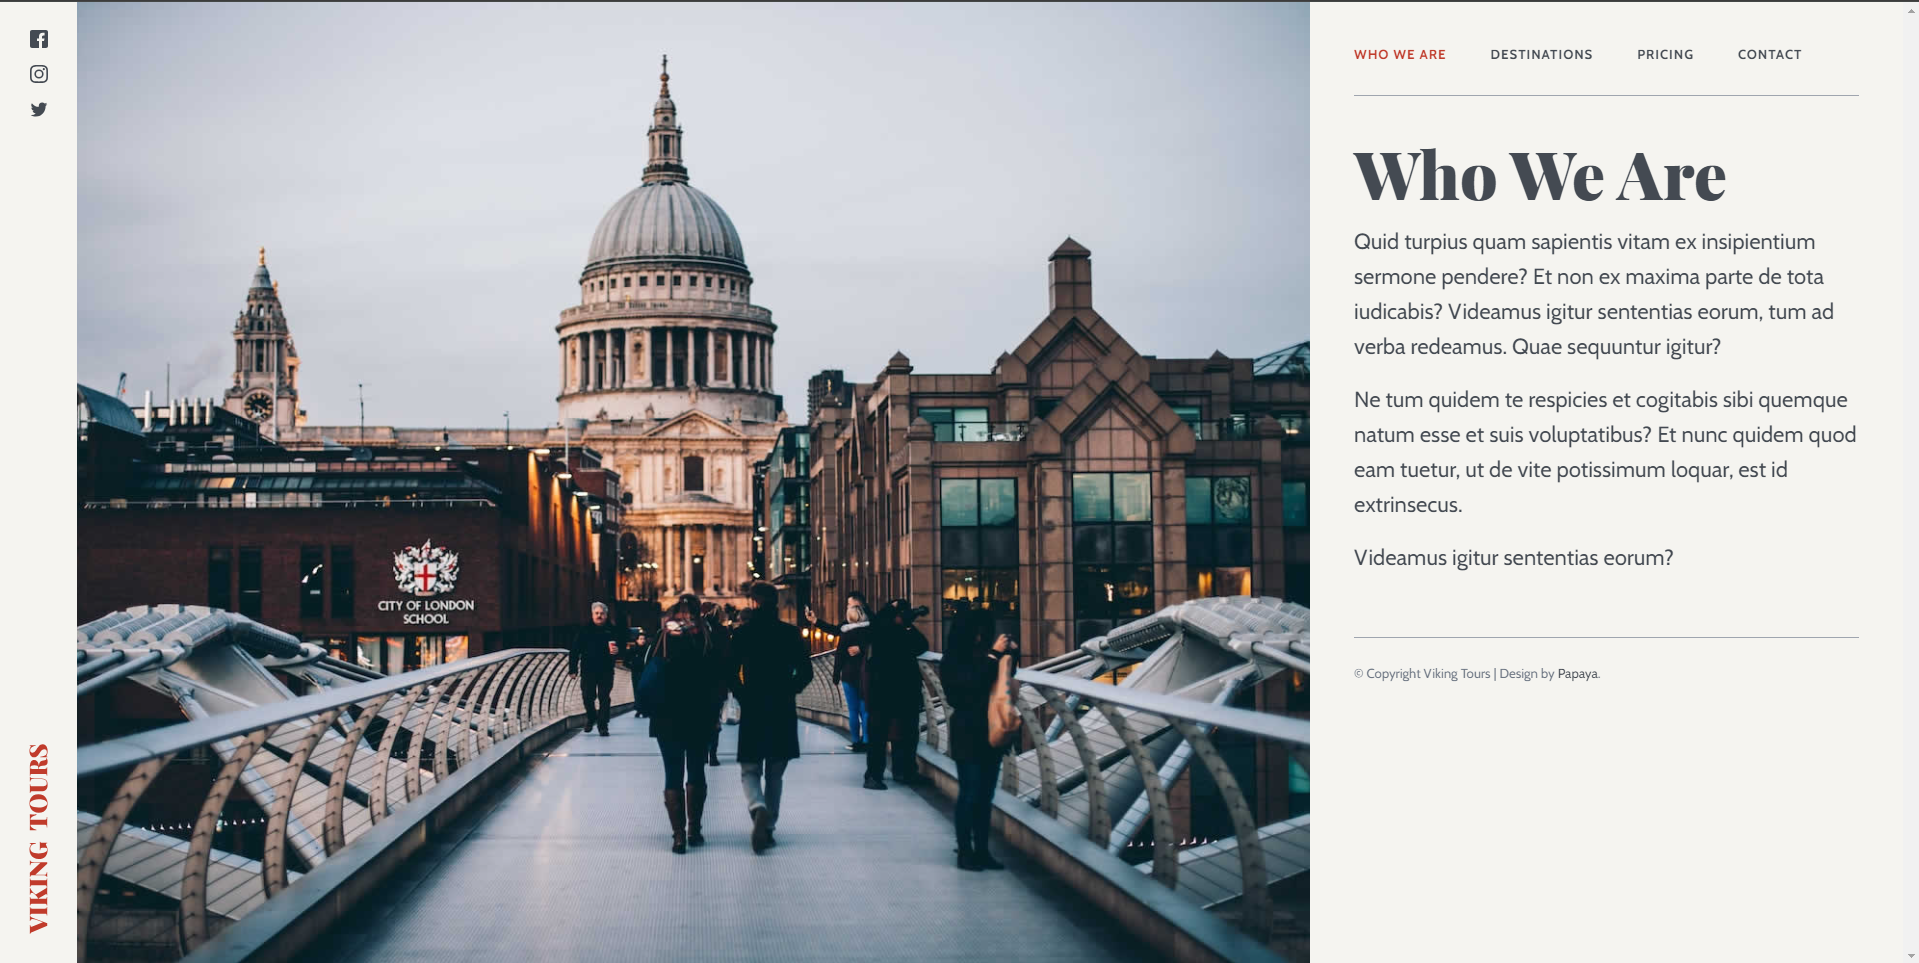 WHO WE ARE
DESTINATIONS
PRICING
CONTACT
Who We Are
Quid turpius quam sapientis vitam ex insipientium
sermone pendere? Et non ex maxima parte de tota
iudicabis? Videamus igitur sententias eorum, tum ad
verba redeamus. Quae sequuntur igitur?
Ne tum quidem te respicies et cogitabis sibi quemque
natum esse et suis voluptatibus? Et nunc quidem quod
eam tuetur, ut de vite potissimum loquar, est id
extrinsecus.
Videamus igitur sententias eorum?
© Copyright Viking Tours | Design by Papaya.
CITY OF LONDON
SCHOOL
VIKING TOURS